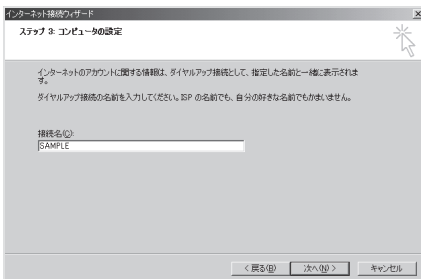 インターネット接続ウィザード
ステップ 3: コンピュータの設定
インターネットのアカウントに関する情報は、ダイヤルアップ接続として、指定した名前と一緒に表示されま
す。
ダイヤルアップ接続の名前を入力してください。ISP の名前でも、自分の好きな名前でもかまいません。
接続名(C):
SAMPLE
< 戻る(B)
次へ(N) >
キャンセル